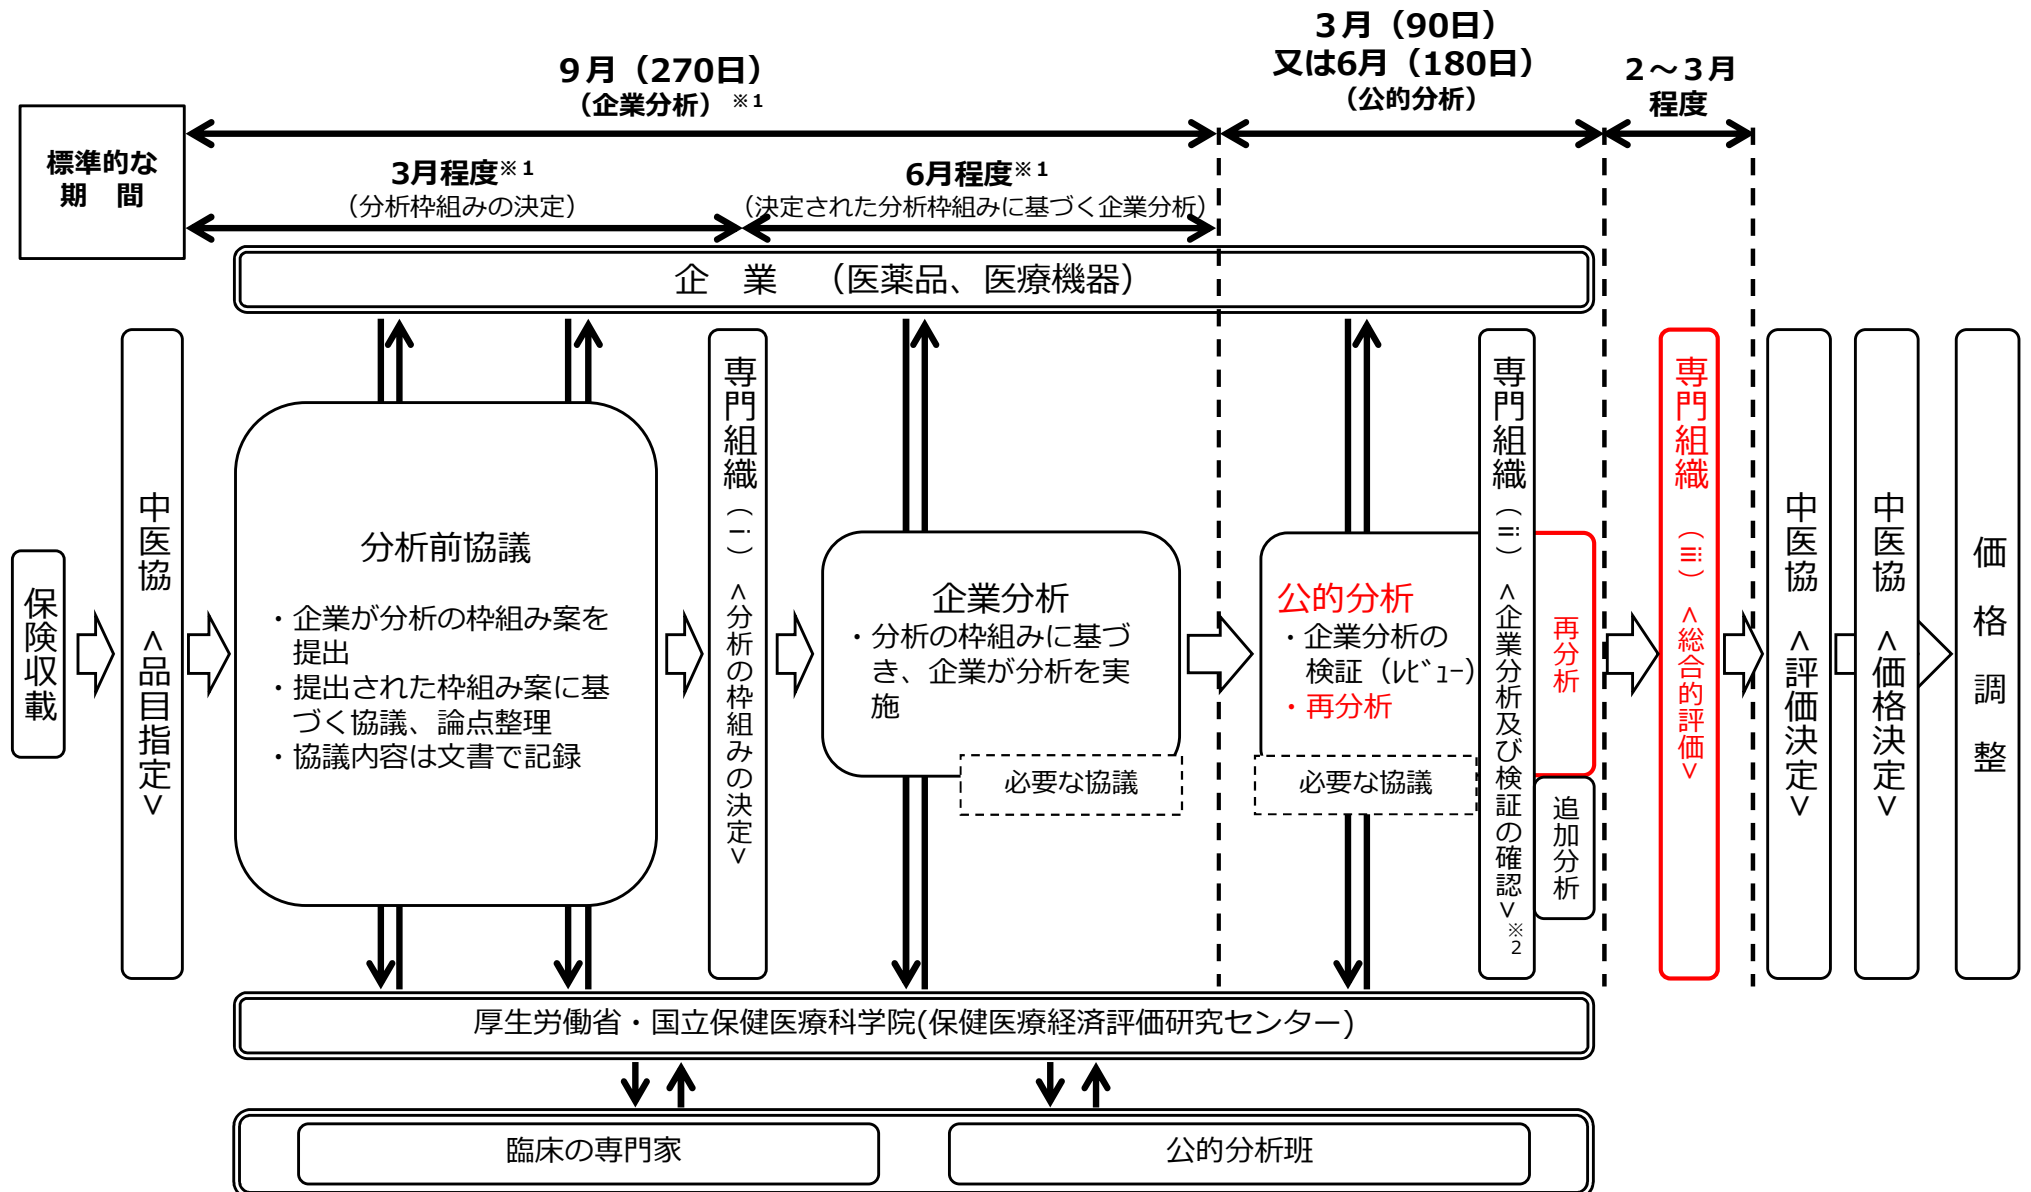 ３月（90日）
又は6月（180日）
（公的分析）
９月（270日）
（企業分析）※１
２～３月
程度
標準的な
期　間
3月程度※１
（分析枠組みの決定）
6月程度※１
（決定された分析枠組みに基づく企業分析）
企　業　（医薬品、医療機器）
保険収載
中医協　＜品目指定＞
分析前協議
・企業が分析の枠組み案を
提出
・提出された枠組み案に基
づく協議、論点整理
・協議内容は文書で記録
専門組織（ⅰ）＜分析の枠組みの決定＞
企業分析
・分析の枠組みに基づ
き、企業が分析を実
施
必要な協議
公的分析
・企業分析の
検証（ﾚﾋﾞｭｰ）
・再分析
必要な協議
専門組織（ⅱ）＜企業分析及び検証の確認＞※2
再分析
追加分析
専門組織　（ⅲ）＜総合的評価＞
中医協　＜評価決定＞
中医協　＜価格決定＞
価格調整
厚生労働省・国立保健医療科学院(保健医療経済評価研究センター)
臨床の専門家
公的分析班